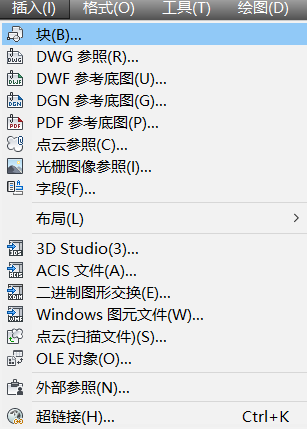 插入(I) 格式(O) 工具(T) 绘图(D)
块(B)...
DWG 参照(R)...
DWF 参考底图(U)...
DGN 参考底图(G)...
PDF 参考底图(P)...
点云参照(C)...
光栅图像参照(I)...
字段(F)...
布局(L)
3D Studio(3)...
ACIS 文件(A)...
二进制图形交换(E)...
Windows 图元文件(W)...
点云(扫描文件)(S)...
OLE 对象(O)...
外部参照(N)...
超链接(H)... Ctrl+K